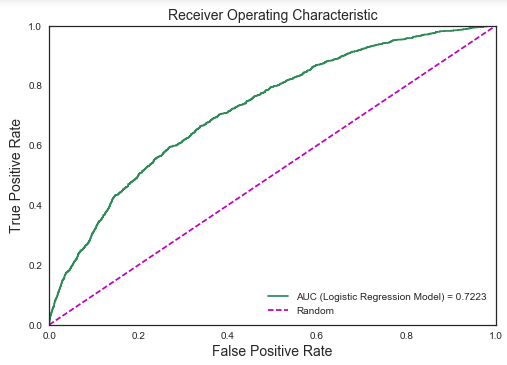 Receiver Operating Characteristic
1.0
0.8
0.6
0.4
0.2
0.0
True Positive Rate
AUC (Logistic Regression Model) = 0.7223
Random
0.0 0.2 0.4 0.6 0.8 1.0
False Positive Rate